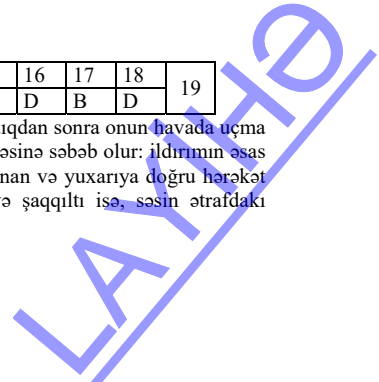 16 17 18 19
D B D
ıqdan sonra onun havada uçma
əsinə səbəb olur: ildırımın əsas
nan və yuxarıya doğru hərəkət
ə şaqqıltı isə, səsin ətrafdakı
LAYİHƏ